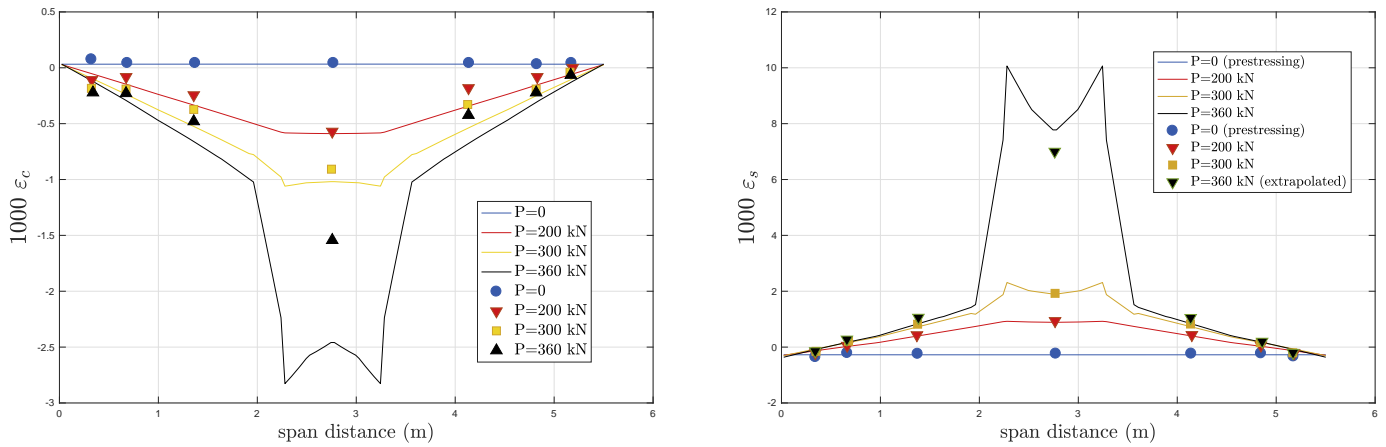 0.5
0
-0.5
-1
-1.5
-2
-2.5
-3
1000 εc
0 1 2 3 4 5 6
span distance (m)
P=0
P=200 kN
P=300 kN
P=360 kN
P=0
P=200 kN
P=300 kN
P=360 kN
12
10
8
6
4
2
0
-2
1000 εs
0 1 2 3 4 5 6
span distance (m)
P=0 (prestressing)
P=200 kN
P=300 kN
P=360 kN
P=0 (prestressing)
P=200 kN
P=300 kN
P=360 kN (extrapolated)